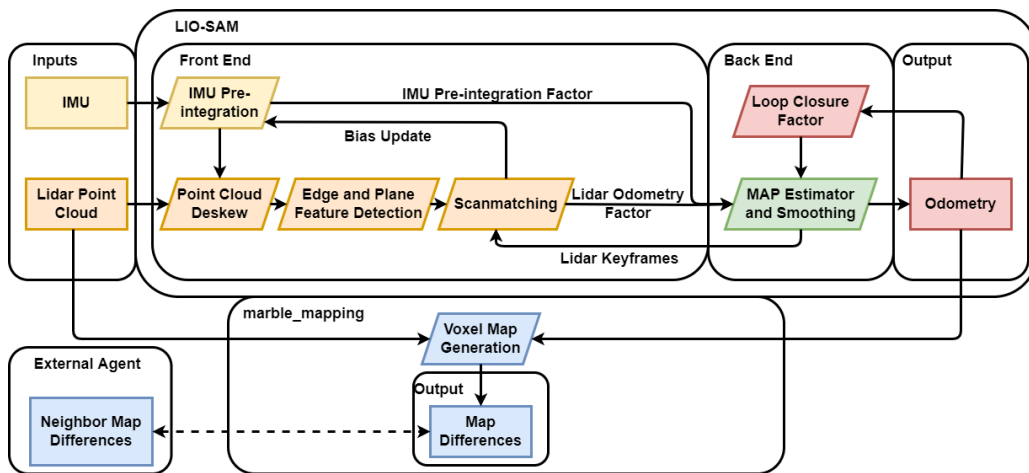 LIO-SAM
Inputs
Front End
Back End
Output
IMU
IMU Pre-
integration
IMU Pre-integration Factor
Loop Closure
Factor
Bias Update
Lidar Point
Cloud
Point Cloud
Deskew
Edge and Plane
Feature Detection
Scanmatching
Lidar Odometry
Factor
MAP Estimator
and Smoothing
Odometry
Lidar Keyframes
marble_mapping
Voxel Map
Generation
External Agent
Output
Neighbor Map
Differences
Map
Differences